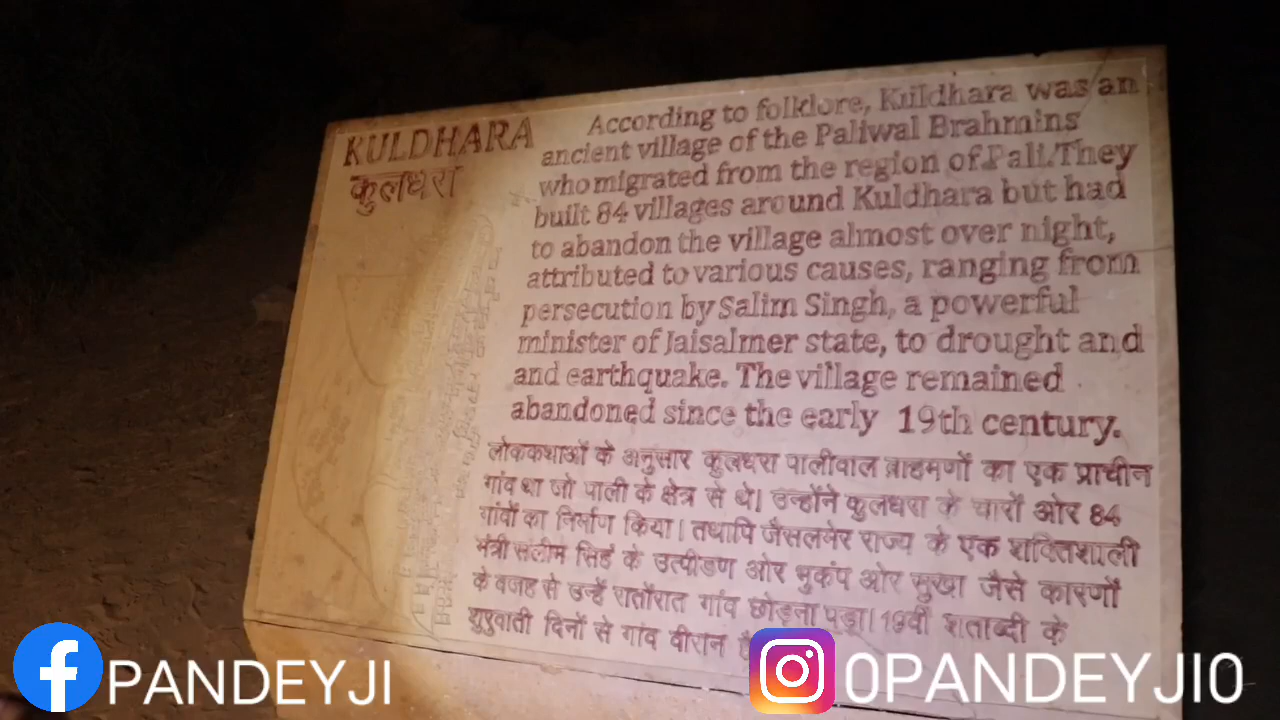 KULDHARA
कुलधरा
According to folklore, Kuldhara was an
ancient village of the Paliwal Brahmins
who migrated from the region of Pali. They
built 84 villages around Kuldhara but had
to abandon the village almost over night,
attributed to various causes, ranging from
persecution by Salim Singh, a powerful
minister of Jaisalmer state, to drought and
and earthquake. The village remained
abandoned since the early 19th century.
लोककथाओं के अनुसार कुलधरा पालीवाल ब्राहमणों का एक प्राचीन
गांव था जो पाली के क्षेत्र से थे। उन्होंने कुलधरा के चारों ओर 84
गांवों का निर्माण किया। तथापि जैसलमेर राज्य के एक शक्तिशाली
मंत्री सलीम सिहं के उत्पीडण ओर भुकंप ओर सुखा जैसे कारणों
के वजह से उन्हें रातोंरात गांव छोड़ना पड़ा। 19वीं शताब्दी के
शुरुवाती दिनों से गांव वीरान
PANDEYJI
0PANDEYJI0